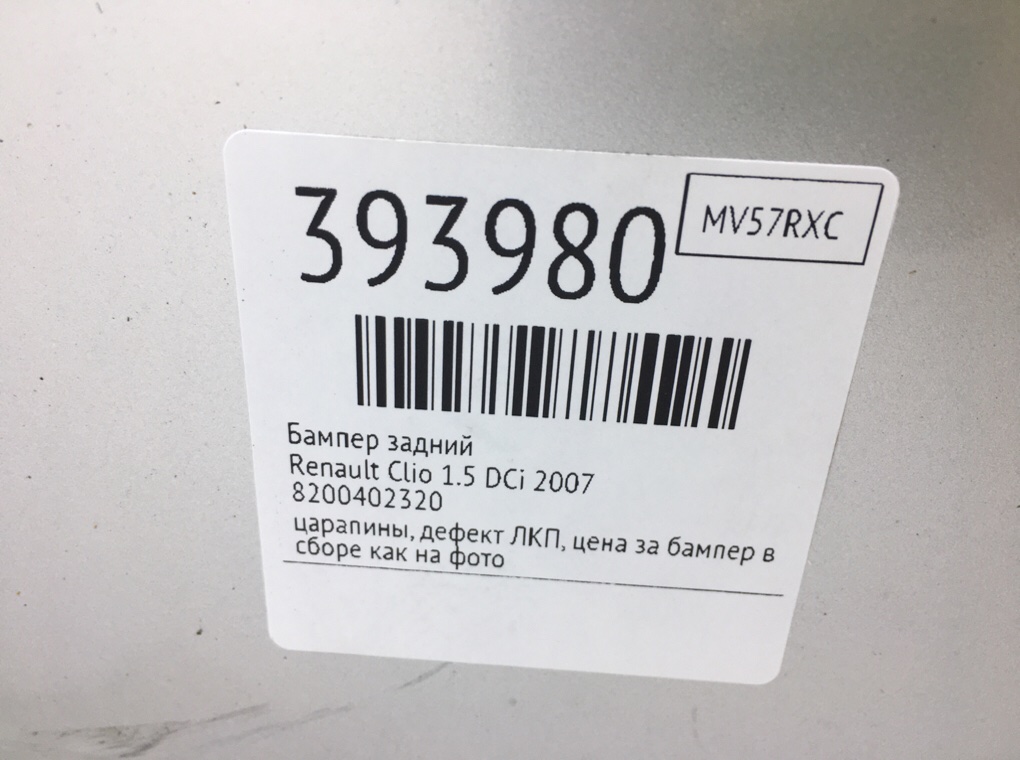 393980
MV57RXC
Бампер задний
Renault Clio 1.5 DCi 2007
8200402320
царапины, дефект ЛКП, цена за бампер в
сборе как на фото